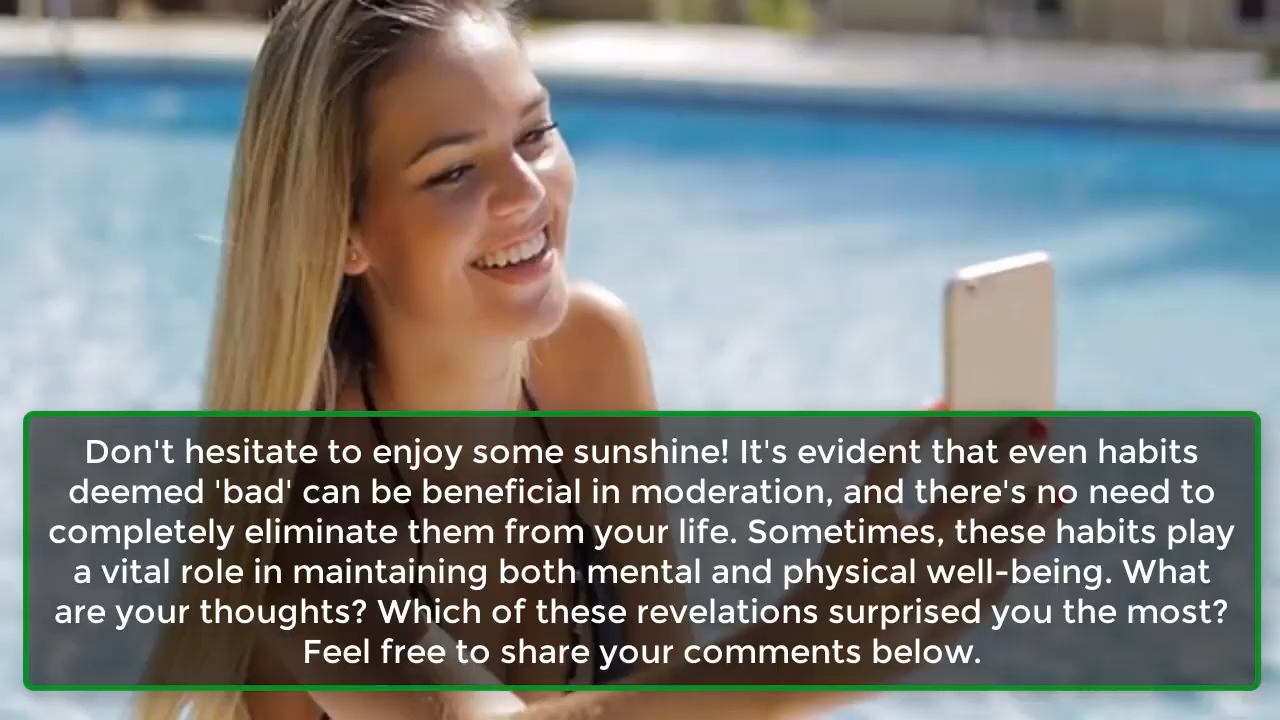 Don't hesitate to enjoy some sunshine! It's evident that even habits
deemed 'bad' can be beneficial in moderation, and there's no need to
completely eliminate them from your life. Sometimes, these habits play
a vital role in maintaining both mental and physical well-being. What
are your thoughts? Which of these revelations surprised you the most?
Feel free to share your comments below.